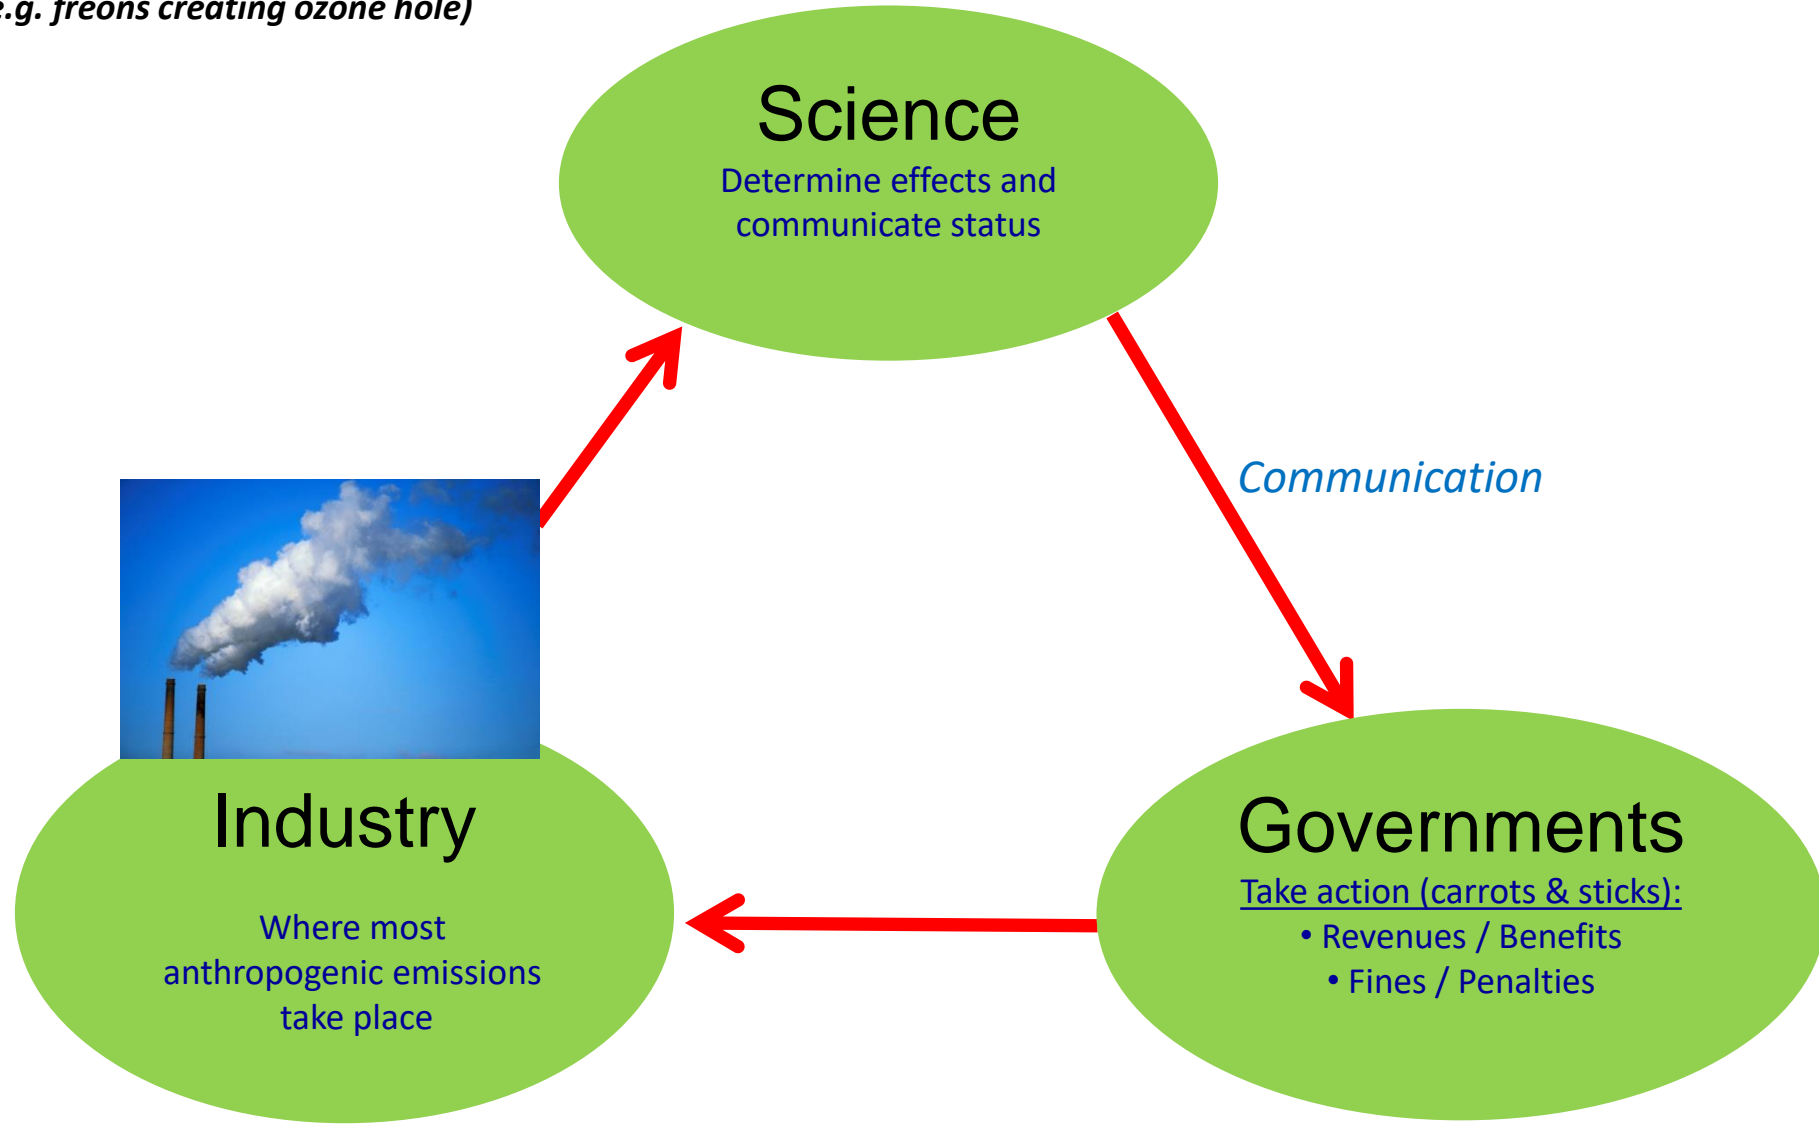 e.g. freons creating ozone hole)
Science
Determine effects and
communicate status
Communication
Industry
Where most
anthropogenic emissions
take place
Governments
Take action (carrots & sticks):
• Revenues / Benefits
• Fines / Penalties